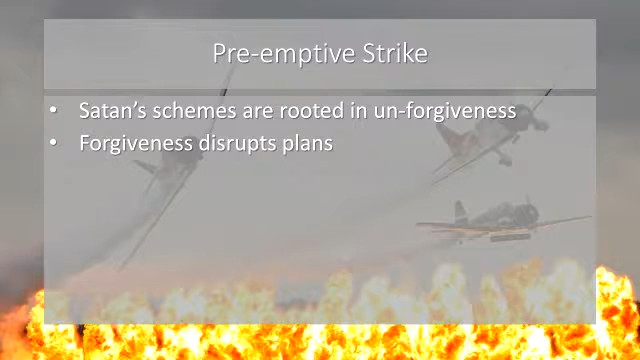 Pre-emptive Strike
• Satan's schemes are rooted in un-forgiveness
• Forgiveness disrupts plans